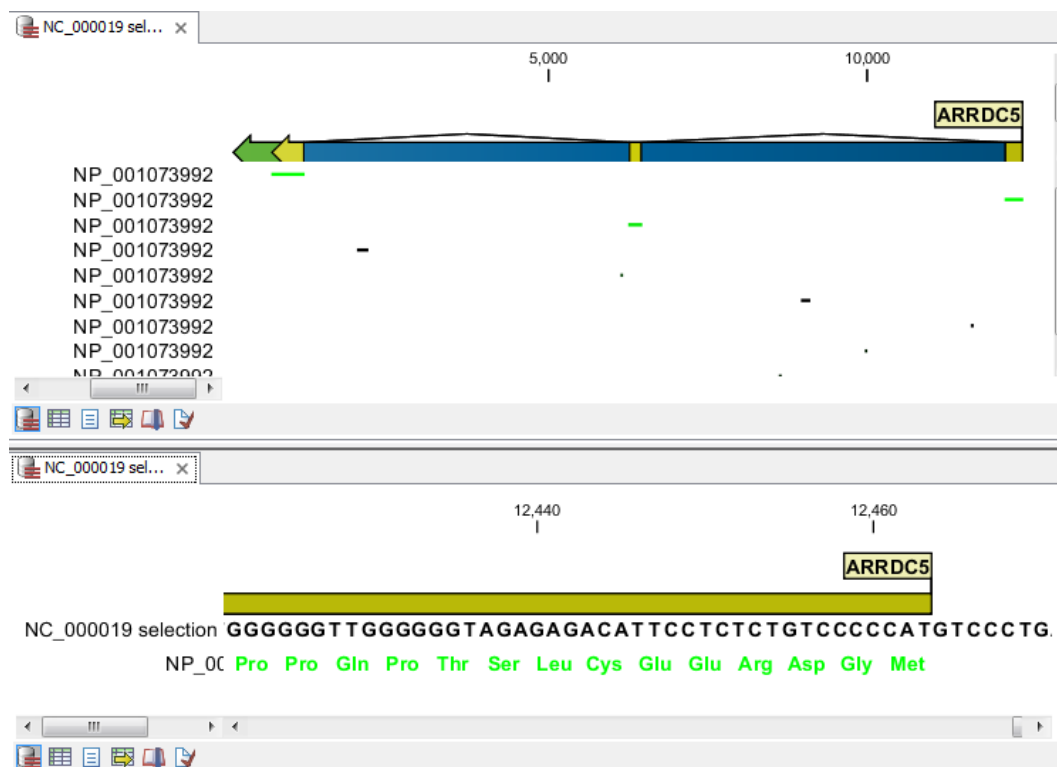 NC_000019 sel...
5,000 10,000
ARRDC5
NP_001073992
NP_001073992
NP_001073992
NP_001073992
NP_001073992
NP_001073992
NP_001073992
NP_001073992
NP_001073992
NC_000019 sel...
12,440 12,460
ARRDC5
NC_000019 selection GGGGGGTTGGGGGGTAGAGAGACATTCCTCTCTGTCCCCCATGTCCCTG
NP_00 Pro Pro Gln Pro Thr Ser Leu Cys Glu Glu Arg Asp Gly Met